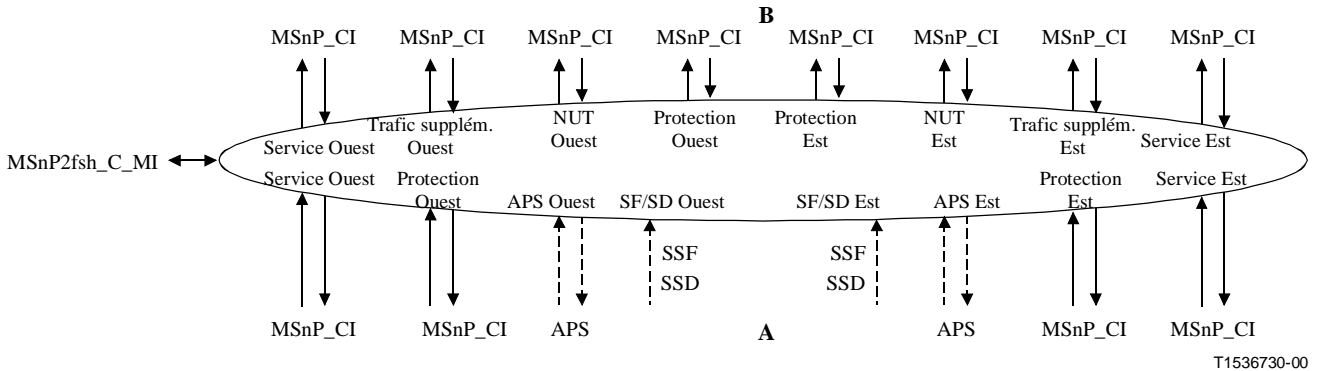 B
MSnP_CI MSnP_CI MSnP_CI MSnP_CI MSnP_CI MSnP_CI MSnP_CI MSnP_CI
Service Ouest
Trafic supplém.
Ouest
NUT
Ouest
Protection
Ouest
Protection
Est
NUT
Est
Trafic supplém.
Est
Service Est
MSnP2fsh_C_MI
Service Ouest
Protection
Ouest
APS Ouest
SF/SD Ouest
SF/SD Est
APS Est
Protection
Est
Service Est
SSF
SSD
SSF
SSD
MSnP_CI MSnP_CI APS A APS MSnP_CI MSnP_CI
T1536730-00